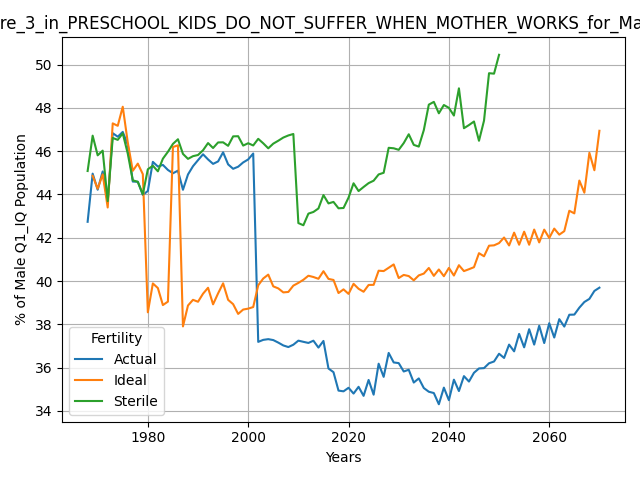 re_3_in_PRESCHOOL_KIDS_DO_NOT_SUFFER_WHEN_MOTHER_WORKS_for_Ma
% of Male Q1_IQ Population
50
48
46
44
42
40
38
36
34
Fertility
Actual
Ideal
Sterile
1980
2000
2020
2040
2060
Years